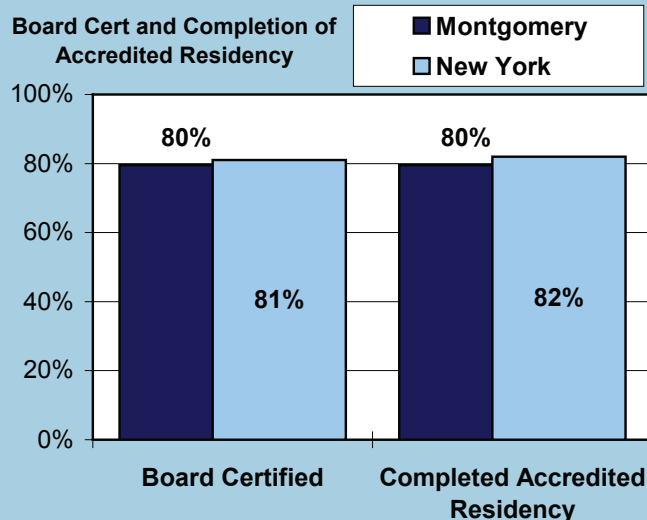 Board Cert and Completion of
Accredited Residency
Montgomery
New York
100%
80%
60%
40%
20%
0%
80%
81%
80%
82%
Board Certified
Completed Accredited
Residency